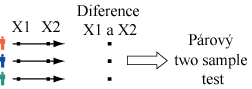 Diference
X1 X2 X1 a X2
Párový
two sample
test